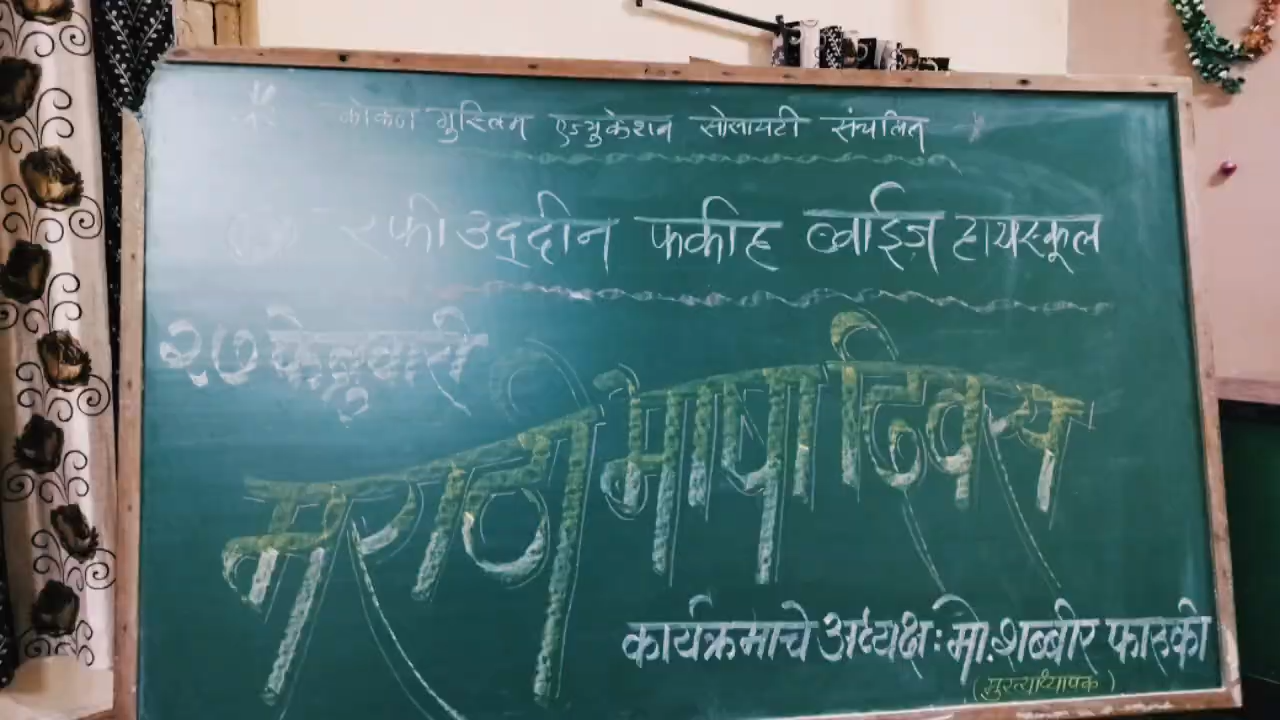 कोकण मुस्लिम एज्युकेशन सोसायटी संचलित
रफीउद्दीन फकीह बॉईज हायस्कूल
२७ फेब्रुवारी
मराठी भाषा दिवस
कार्यक्रमाचे अध्यक्ष: मो. शब्बीर फारुकी
(मुख्याध्यापक)